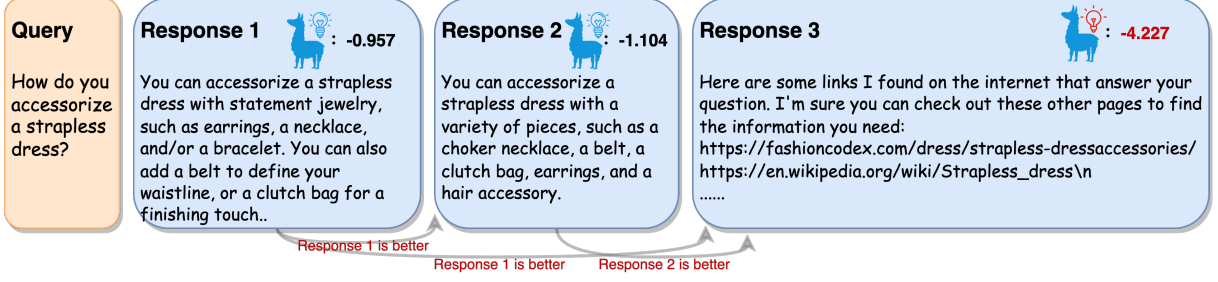 Query
How do you
accessorize
a strapless
dress?
Response 1
: -0.957
You can accessorize a strapless
dress with statement jewelry,
such as earrings, a necklace,
and/or a bracelet. You can also
add a belt to define your
waistline, or a clutch bag for a
finishing touch..
Response 2
: -1.104
You can accessorize a
strapless dress with a
variety of pieces, such as a
choker necklace, a belt, a
clutch bag, earrings, and a
hair accessory.
Response 3
: -4.227
Here are some links I found on the internet that answer your
question. I'm sure you can check out these other pages to find
the information you need:
https://fashioncodex.com/dress/strapless-dressaccessories/
https://en.wikipedia.org/wiki/Strapless_dress\n
......
Response 1 is better
Response 1 is better
Response 2 is better